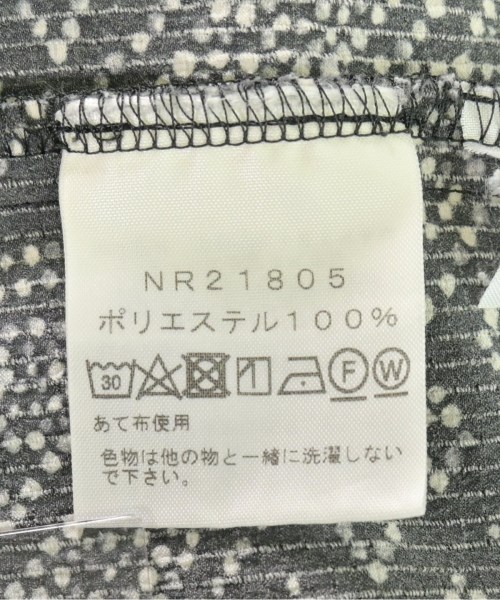 NR21805
ポリエステル100%
30 F W
あて布使用
色物は他の物と一緒に洗濯しない
で下さい。